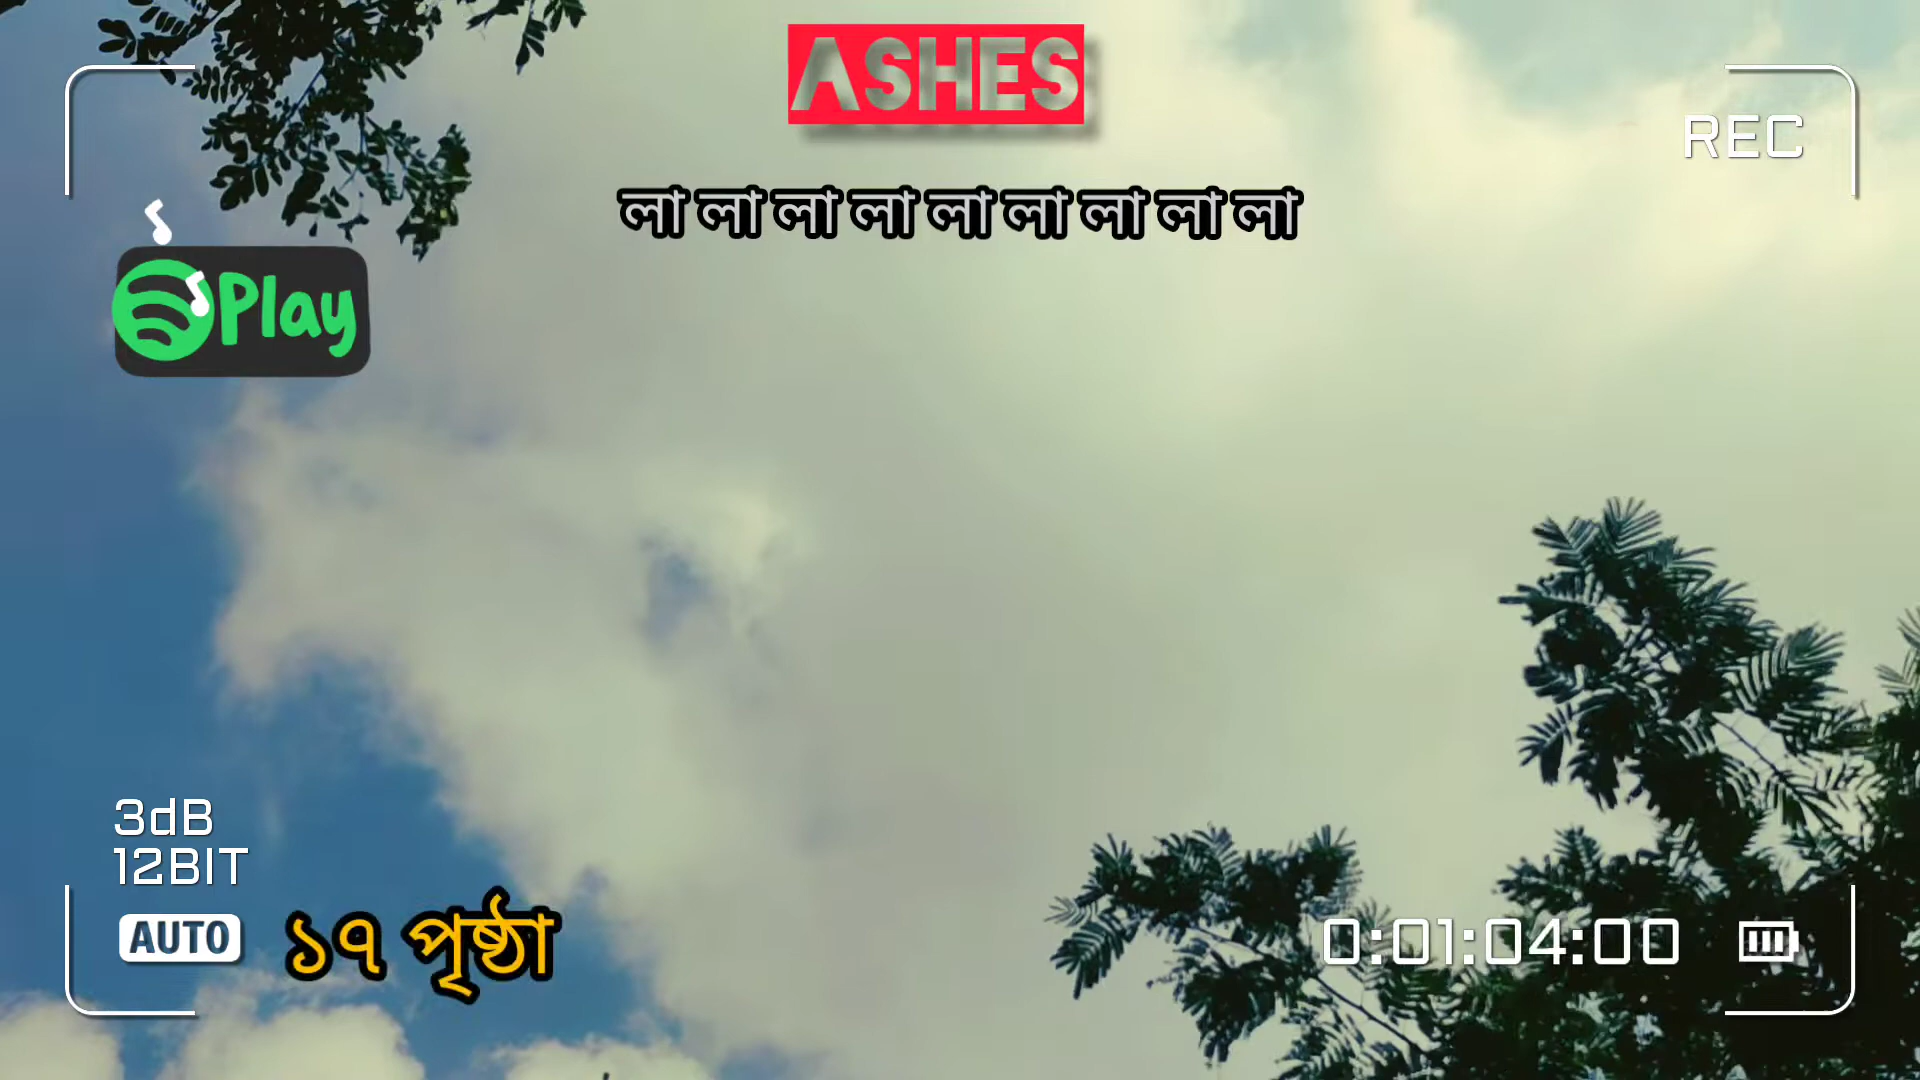 ASHES
REC
লা লা লা লা লা লা লা লা লা
Play
3dB
12BIT
AUTO
১৭ পৃষ্ঠা
0:01:04:00